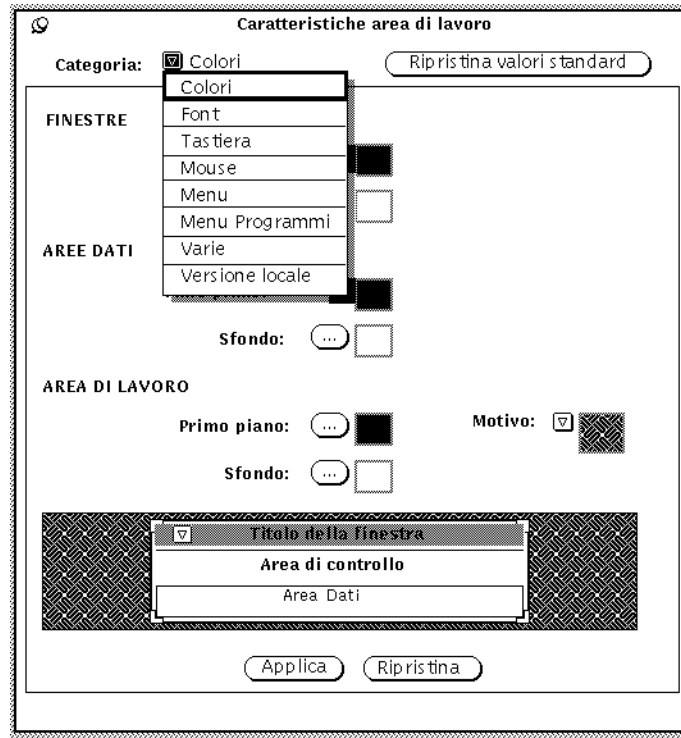 Caratteristiche area di lavoro
Categoria: Colori Ripristina valori standard
Colori
Font
Tastiera
Mouse
Menu
Menu Programmi
Varie
Versione locale
FINESTRE
AREE DATI
Sfondo: ...
AREA DI LAVORO
Primo piano: ... Motivo:
Sfondo: ...
Titolo della finestra
Area di controllo
Area Dati
Applica Ripristina